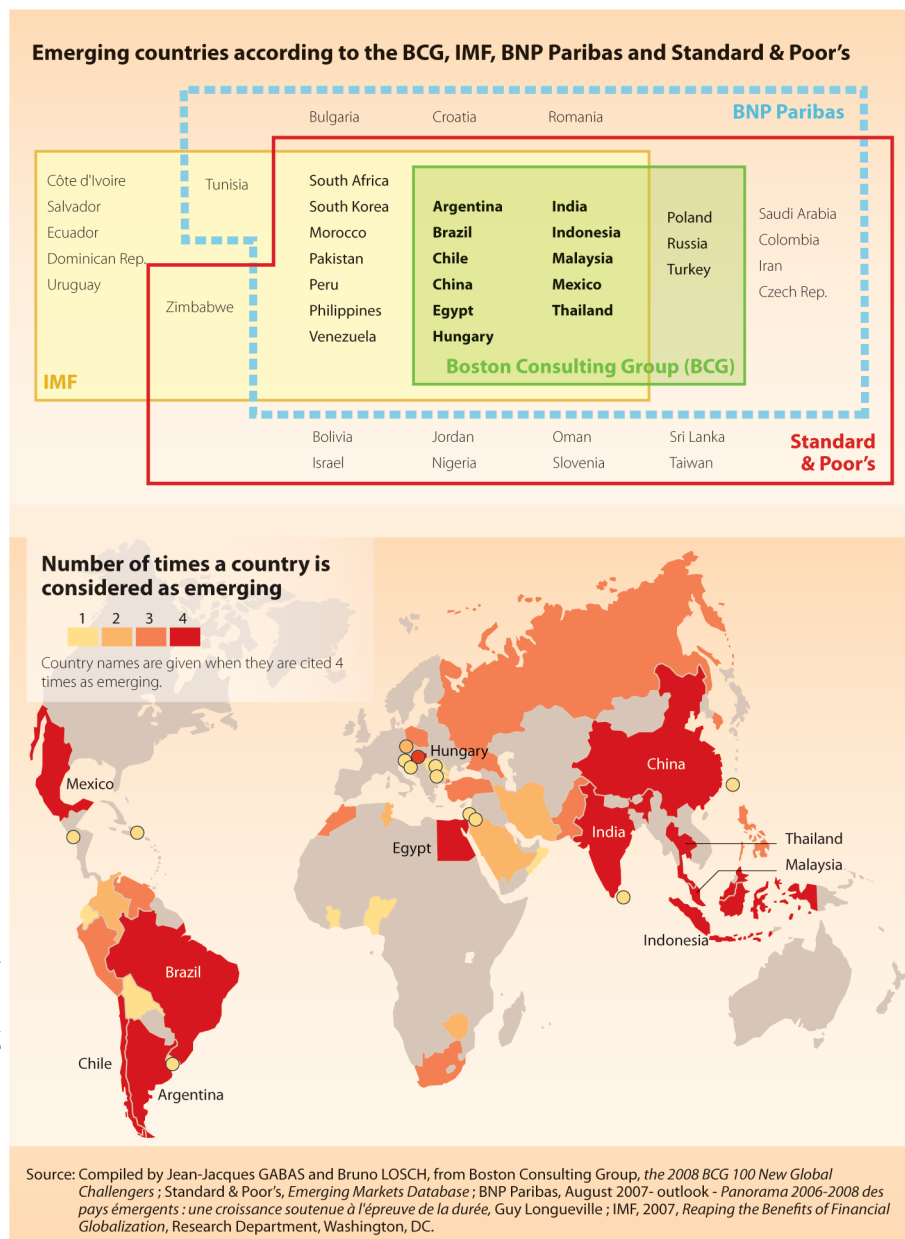 Emerging countries according to the BCG, IMF, BNP Paribas and Standard & Poor's
BNP Paribas
Bulgaria
Croatia
Romania
Côte d'Ivoire
Salvador
Ecuador
Dominican Rep.
Uruguay
IMF
Tunisia
Zimbabwe
South Africa
South Korea
Morocco
Pakistan
Peru
Philippines
Venezuela
Argentina
Brazil
Chile
China
Egypt
Hungary
India
Indonesia
Malaysia
Mexico
Thailand
Boston Consulting Group (BCG)
Poland
Russia
Turkey
Saudi Arabia
Colombia
Iran
Czech Rep.
Bolivia
Israel
Jordan
Nigeria
Oman
Slovenia
Sri Lanka
Taiwan
Standard
& Poor's
Number of times a country is
considered as emerging
1 2 3 4
Country names are given when they are cited 4
times as emerging.
Hungary
China
Mexico
India
Egypt
Thailand
Malaysia
Indonesia
Brazil
Chile
Argentina
Source: Compiled by Jean-Jacques GABAS and Bruno LOSCH, from Boston Consulting Group, the 2008 BCG 100 New Global
Challengers ; Standard & Poor's, Emerging Markets Database ; BNP Paribas, August 2007- outlook - Panorama 2006-2008 des
pays émergents : une croissance soutenue à l'épreuve de la durée, Guy Longueville ; IMF, 2007, Reaping the Benefits of Financial
Globalization, Research Department, Washington, DC.